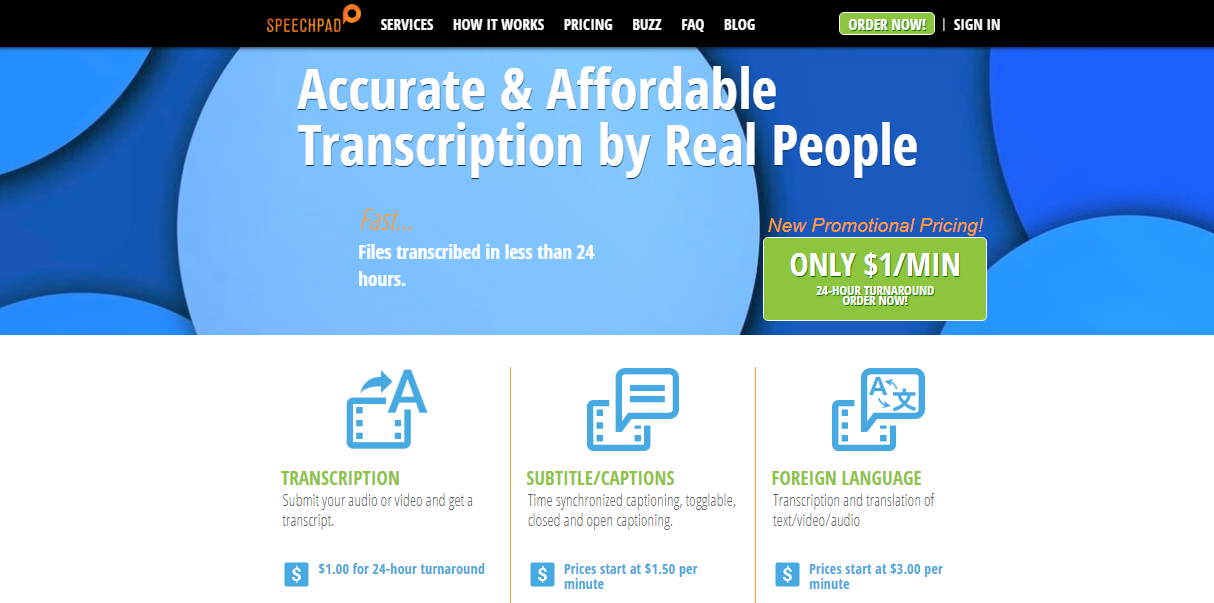 SPEECHPAD SERVICES HOW IT WORKS PRICING BUZZ FAQ BLOG ORDER NOW! | SIGN IN
Accurate & Affordable
Transcription by Real People
Fast...
Files transcribed in less than 24
hours.
New Promotional Pricing!
ONLY $1/MIN
24-HOUR TURNAROUND
ORDER NOW!
A
A 文
TRANSCRIPTION
Submit your audio or video and get a
transcript.
$ $1.00 for 24-hour turnaround
SUBTITLE/CAPTIONS
Time synchronized captioning, togglable,
closed and open captioning.
$ Prices start at $1.50 per
minute
FOREIGN LANGUAGE
Transcription and translation of
text/video/audio
$ Prices start at $3.00 per
minute